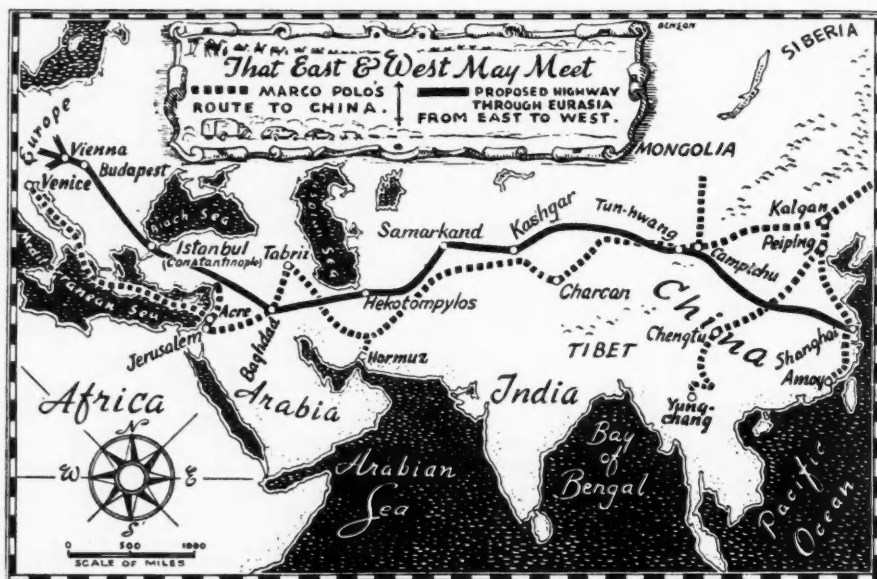 BENSON
That East & West May Meet
MARCO POLO'S
ROUTE TO CHINA.
PROPOSED HIGHWAY
THROUGH EURASIA
FROM EAST TO WEST.
SIBERIA
MONGOLIA
Europe
Vienna
Budapest
Venice
Black Sea
Caspian Sea
Istanbul
(Constantinople)
Tabriz
Samarkand
Kashgar
Tun-hwang
Kalgan
Peiping
Campichu
Mediterranean Sea
Acre
Hekotompylos
Charcan
China
Jerusalem
Baghdad
Hormuz
TIBET
Chengtu
Shanghai
Amoy
Yung-
chang
Africa
Arabia
India
Arabian
Sea
Bay
of
Bengal
Pacific
Ocean
N
W
E
S
0 500 1000
SCALE OF MILES